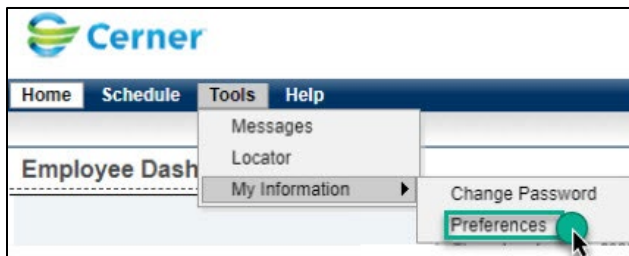 Cerner
Home Schedule Tools Help
Messages
Locator
Employee Dash
My Information
Change Password
Preferences